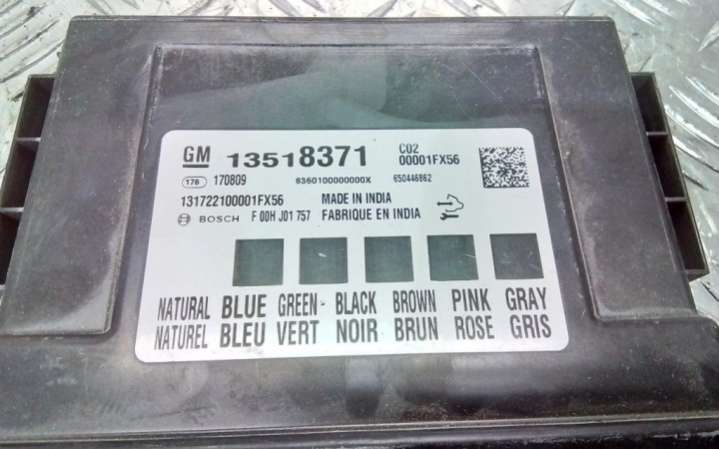 GM 13518371 C02
00001FX56
176 170809 6360100000000X 650446862
131722100001FX56 MADE IN INDIA
BOSCH F 00H J01 757 FABRIQUE EN INDIA
NATURAL BLUE GREEN- BLACK BROWN PINK GRAY
NATUREL BLEU VERT NOIR BRUN ROSE GRIS